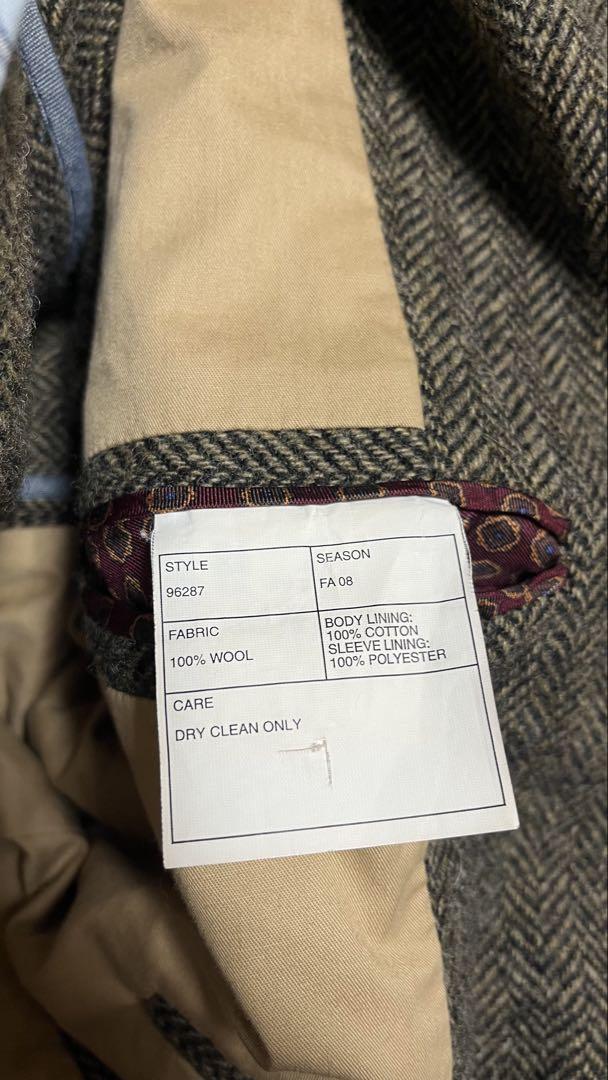 STYLE
96287
SEASON
FA 08
FABRIC
100% WOOL
BODY LINING:
100% COTTON
SLEEVE LINING:
100% POLYESTER
CARE
DRY CLEAN ONLY